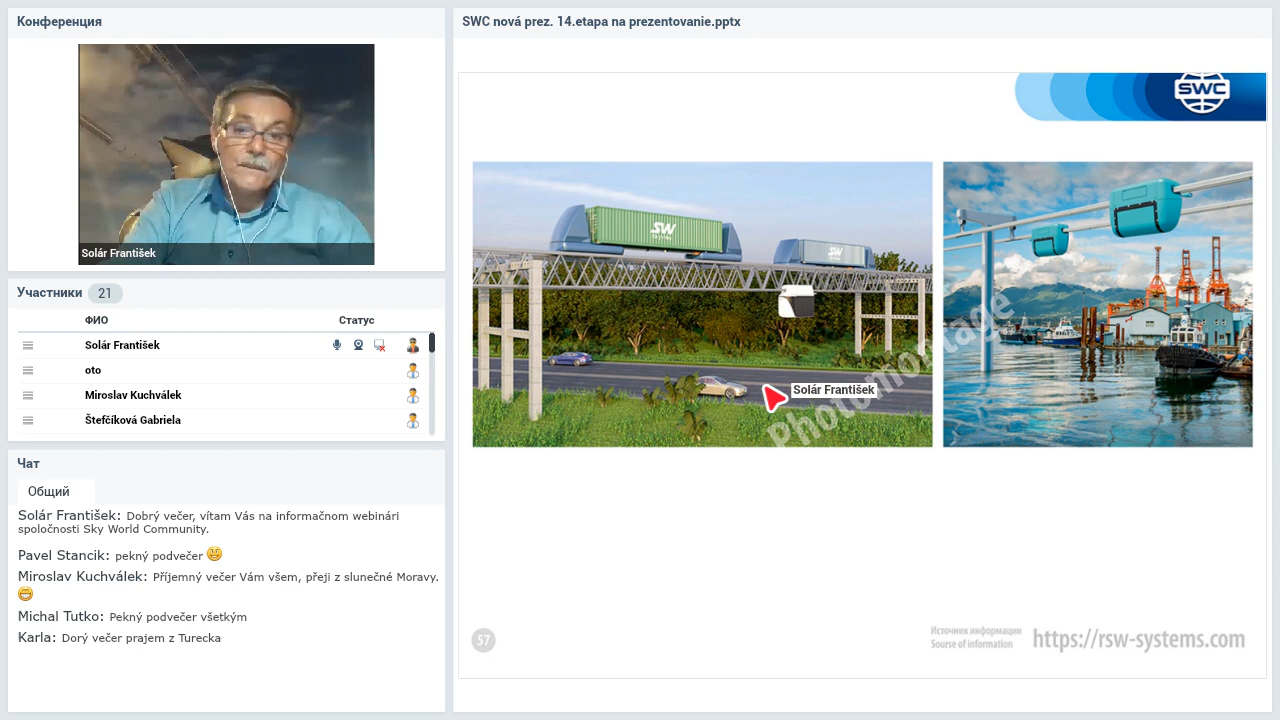 Конференция
Solár František
Участники 21
ФИО Статус
Solár František
oto
Miroslav Kuchválek
Štefčíková Gabriela
Чат
Общий
Solár František: Dobrý večer, vítam Vás na informačnom webinári
spoločnosti Sky World Community.
Pavel Stancik: pekný podvečer
Miroslav Kuchválek: Příjemný večer Vám všem, přeji z slunečné Moravy.
Michal Tutko: Pekný podvečer všetkým
Karla: Dorý večer prajem z Turecka
SWC nová prez. 14.etapa na prezentovanie.pptx
SWC
SW
SW
Solár František
Photomontage
57
Источник информации
Sourse of information
https://rsw-systems.com